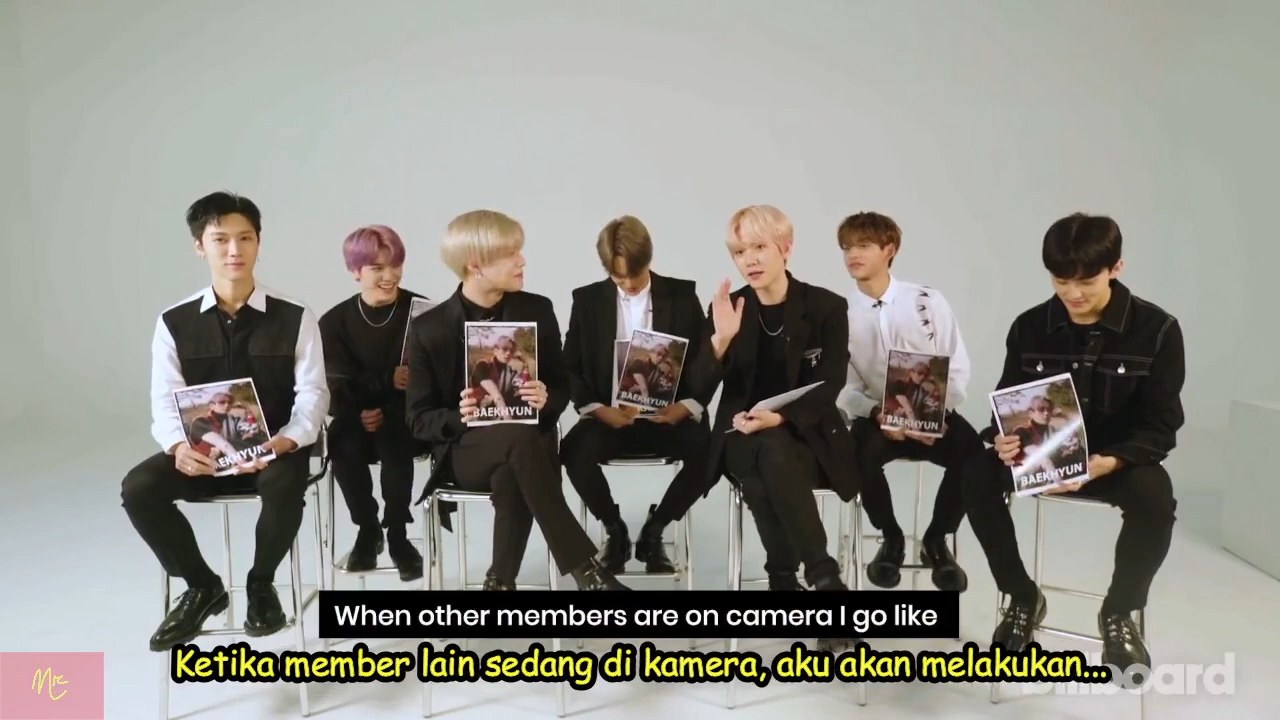 BAEKHYUN
BAEKHYUN
BAEKHYUN
BAEKHYUN
BAEKHYUN
When other members are on camera I go like
Ketika member lain sedang di kamera, aku akan melakukan...
billboard